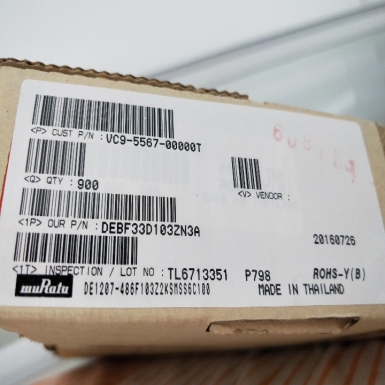 <P> CUST P/N : VC9-5567-00000T
<Q> QTY : 900
<V> VENDOR :
<1P> OUR P/N : DEBF33D103ZN3A
20160726
<1T> INSPECTION / LOT NO : TL6713351 P798 ROHS-Y(B)
muRata DE1207-486F103Z2KSMSS6C100 MADE IN THAILAND